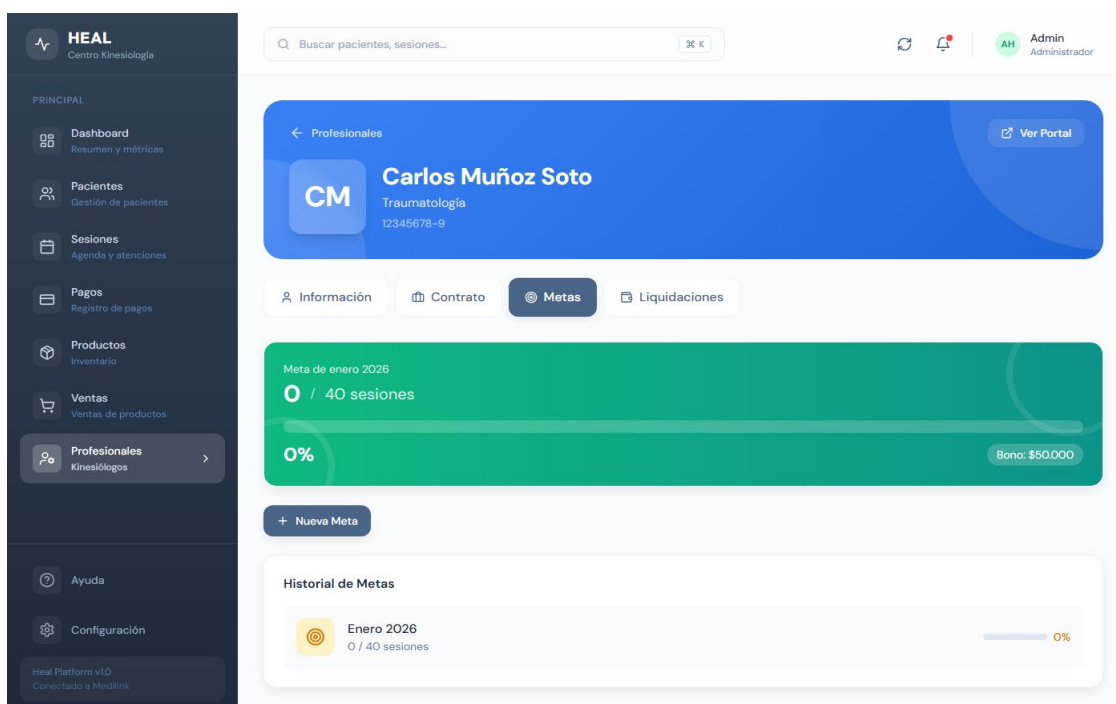 HEAL
Centro Kinesiología
PRINCIPAL
Dashboard
Resumen y métricas
Pacientes
Gestión de pacientes
Sesiones
Agenda y atenciones
Pagos
Registro de pagos
Productos
Inventario
Ventas
Ventas de productos
Profesionales
Kinesiólogos
Ayuda
Configuración
Heal Platform v1.0
Conectado a Medilink
Buscar pacientes, sesiones...
⌘ K
AH
Admin
Administrador
← Profesionales
Ver Portal
CM
Carlos Muñoz Soto
Traumatología
12345678-9
Información
Contrato
Metas
Liquidaciones
Meta de enero 2026
0 / 40 sesiones
0%
Bono: $50.000
+ Nueva Meta
Historial de Metas
Enero 2026
0 / 40 sesiones
0%